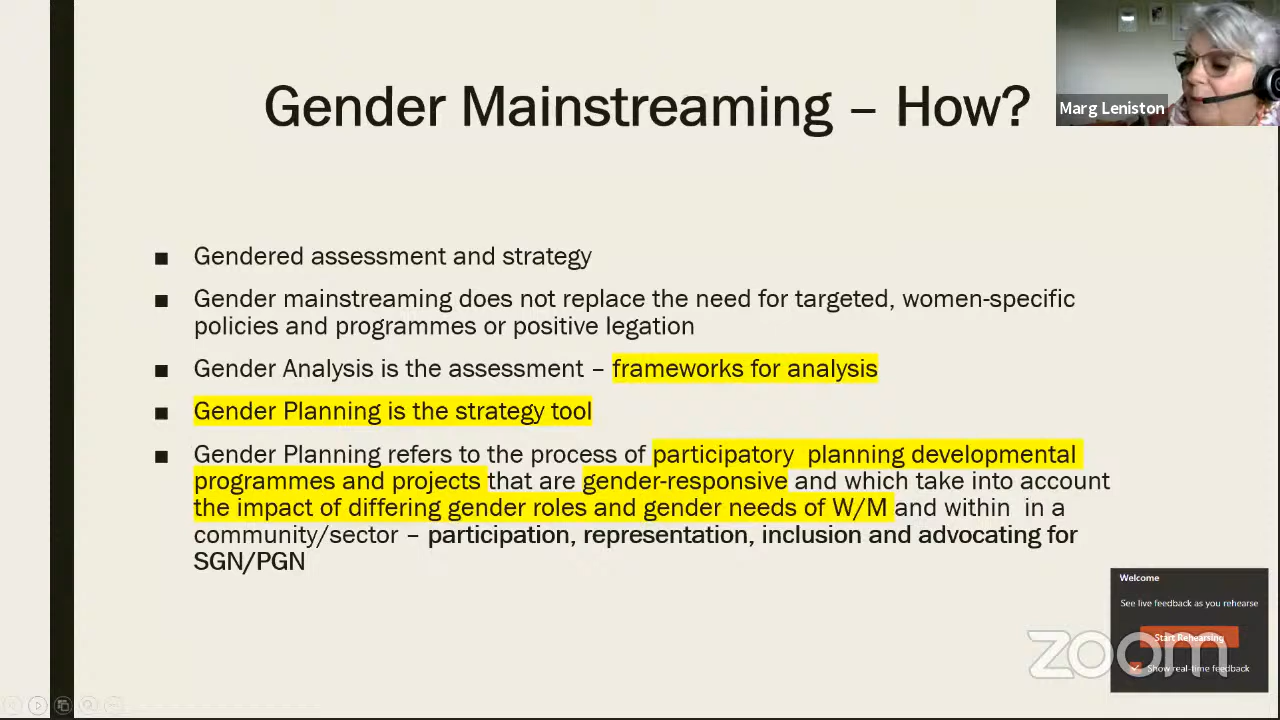 Gender Mainstreaming – How?
Marg Leniston
■ Gendered assessment and strategy
■ Gender mainstreaming does not replace the need for targeted, women-specific
policies and programmes or positive legation
■ Gender Analysis is the assessment – frameworks for analysis
■ Gender Planning is the strategy tool
■ Gender Planning refers to the process of participatory planning developmental
programmes and projects that are gender-responsive and which take into account
the impact of differing gender roles and gender needs of W/M and within in a
community/sector – participation, representation, inclusion and advocating for
SGN/PGN
Welcome
See live feedback as you rehearse
Start Rehearsing
Show real-time feedback
zoom